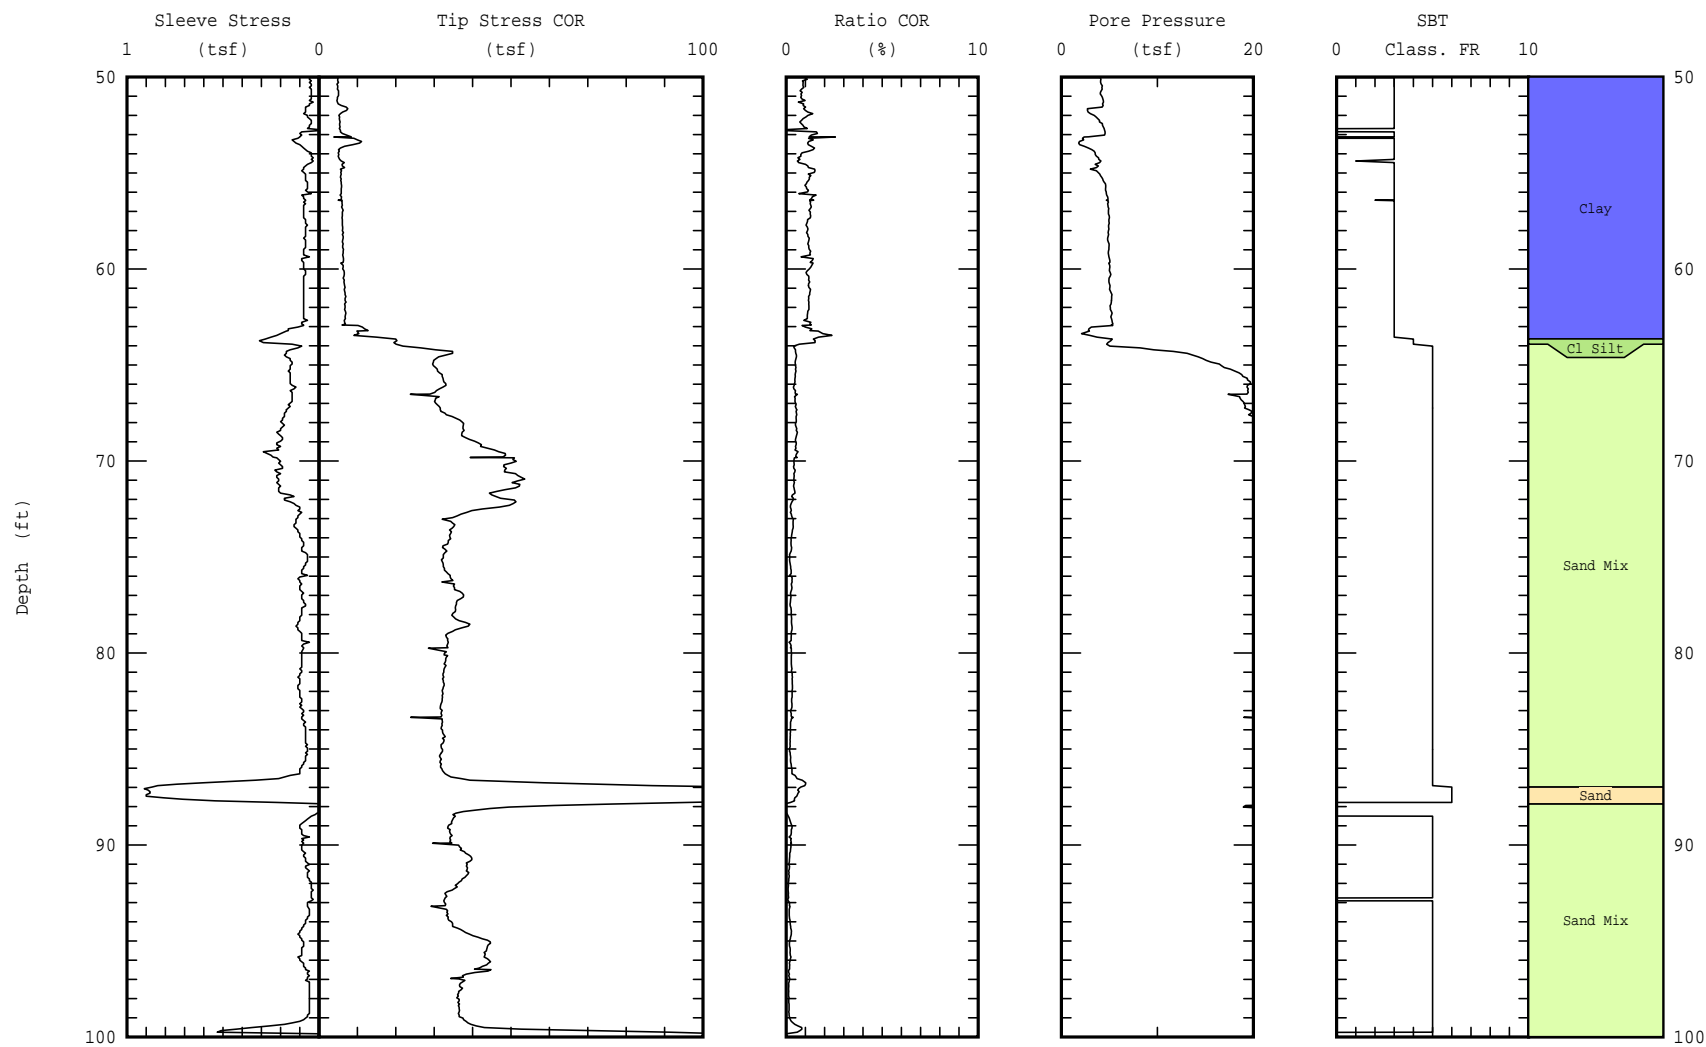 Sleeve Stress Tip Stress COR Ratio COR Pore Pressure SBT
1 (tsf) 0 (tsf) 100 0 (%) 10 0 (tsf) 20 0 Class. FR 10
50 50
Clay
60 60
Cl Silt
70 70
Depth (ft)
Sand Mix
80 80
Sand
90 90
Sand Mix
100 100